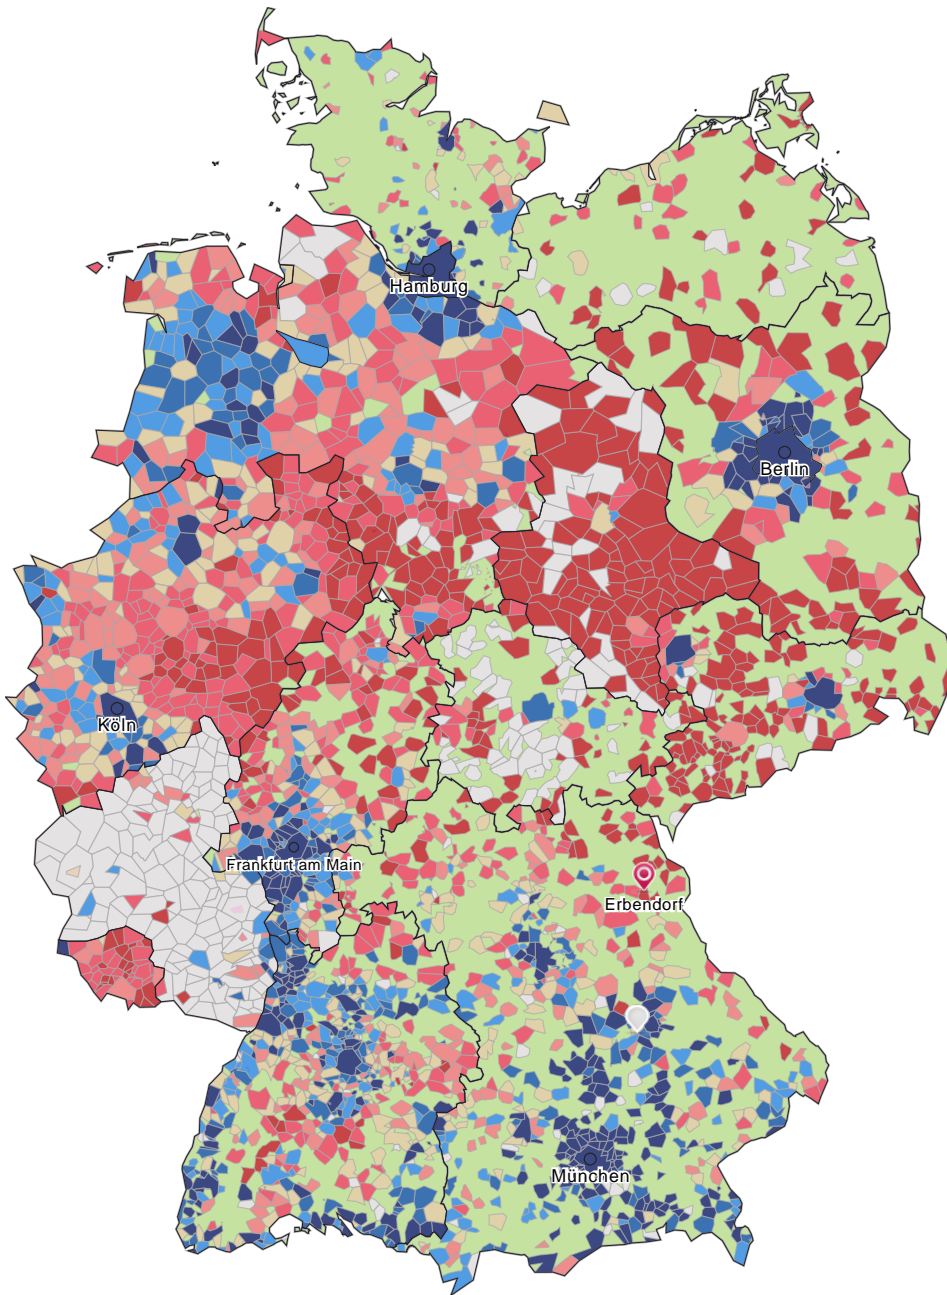 Hamburg
Berlin
Köln
Frankfurt am Main
Erbendorf
München